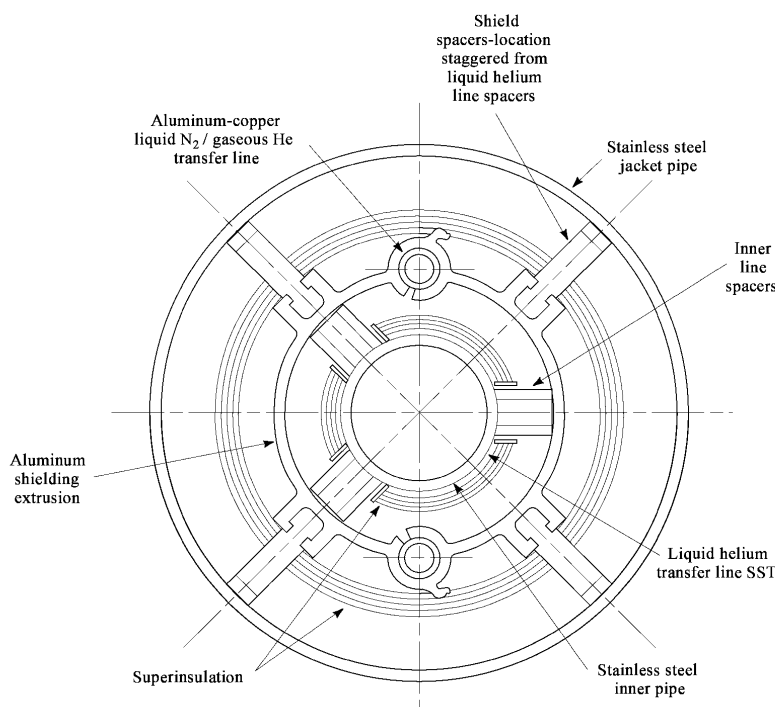 Shield
spacers-location
staggered from
liquid helium
line spacers
Aluminum-copper
liquid N₂ / gaseous He
transfer line
Stainless steel
jacket pipe
Inner
line
spacers
Aluminum
shielding
extrusion
Liquid helium
transfer line SST
Superinsulation
Stainless steel
inner pipe